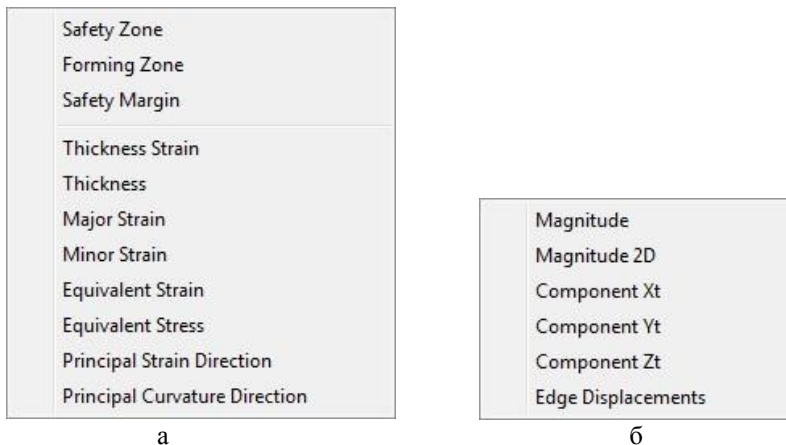 Safety Zone
Forming Zone
Safety Margin
Thickness Strain
Thickness
Major Strain
Minor Strain
Equivalent Strain
Equivalent Stress
Principal Strain Direction
Principal Curvature Direction
а
Magnitude
Magnitude 2D
Component Xt
Component Yt
Component Zt
Edge Displacements
б